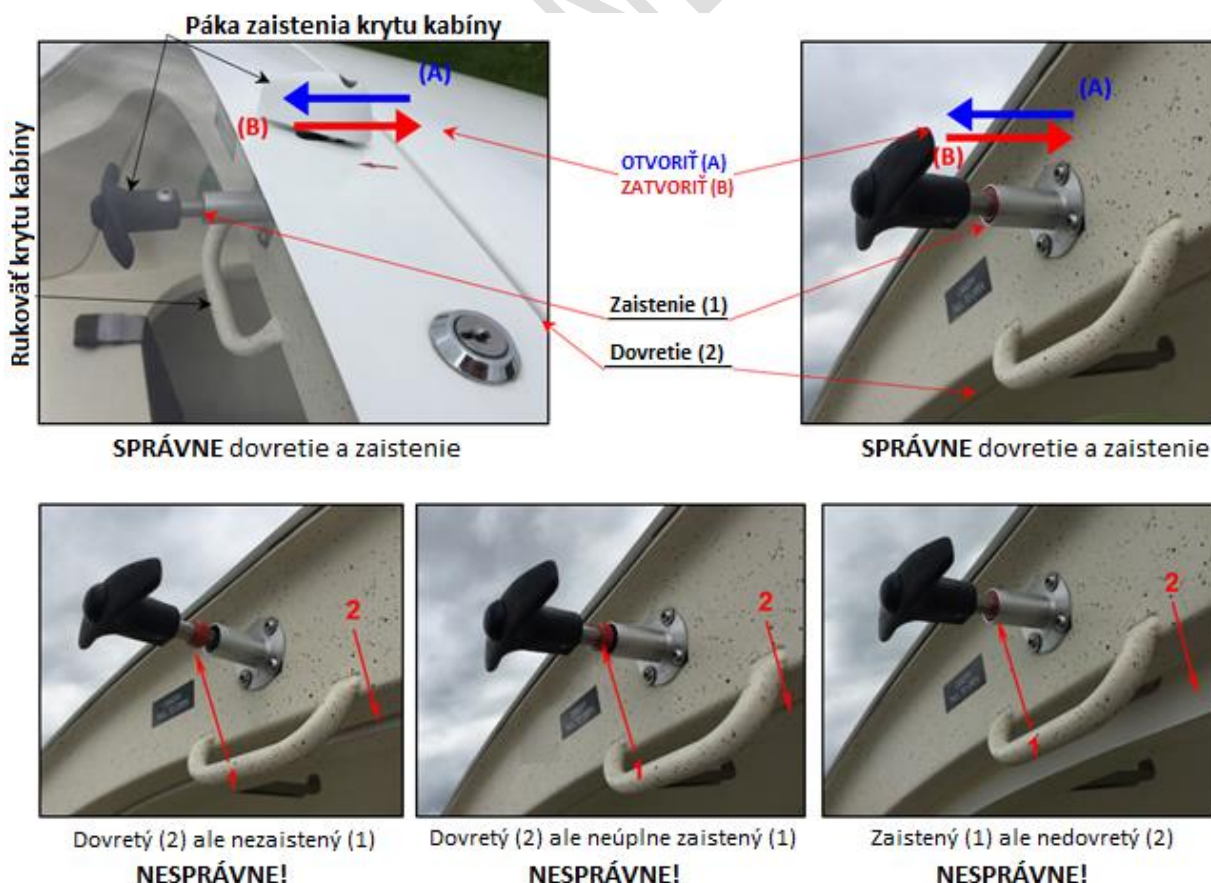 Páka zaistenia krytu kabíny
Rukoväť krytu kabíny
(A)
(B)
(A)
(B)
OTVORIŤ (A)
ZATVORIŤ (B)
Zaistenie (1)
Dovretie (2)
SPRÁVNE dovretie a zaistenie
SPRÁVNE dovretie a zaistenie
2
1
2
1
2
1
Dovretý (2) ale nezaistený (1)
NESPRÁVNE!
Dovretý (2) ale neúplne zaistený (1)
NESPRÁVNE!
Zaistený (1) ale nedovretý (2)
NESPRÁVNE!